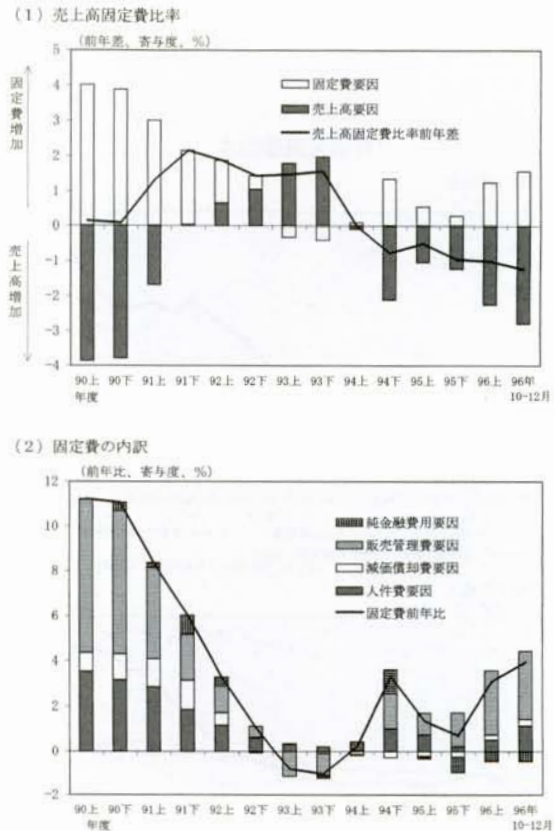 (1) 売上高固定費比率
(前年差、寄与度、%)
固定費増加
売上高増加
5
4
3
2
1
0
-1
-2
-3
-4
固定費要因
売上高要因
売上高固定費比率前年差
90上 90下 91上 91下 92上 92下 93上 93下 94上 94下 95上 95下 96上 96年
年度 10-12月
(2) 固定費の内訳
(前年比、寄与度、%)
12
10
8
6
4
2
0
-2
純金融費用要因
販売管理費要因
減価償却費要因
人件費要因
固定費前年比
90上 90下 91上 91下 92上 92下 93上 93下 94上 94下 95上 95下 96上 96年
年度 10-12月